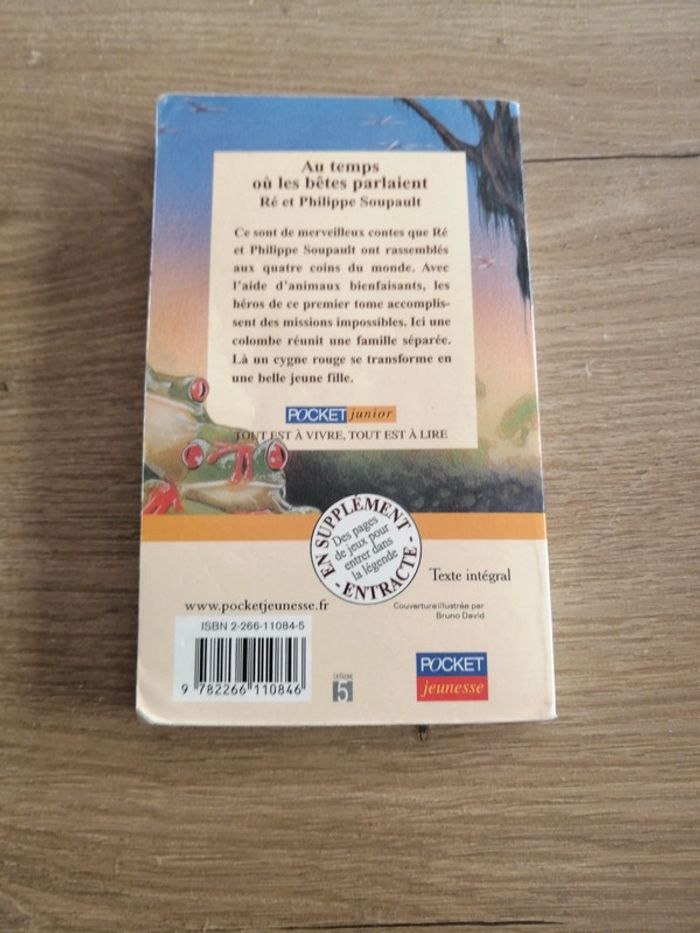 Au temps
où les bêtes parlaient
Ré et Philippe Soupault
Ce sont de merveilleux contes que Ré
et Philippe Soupault ont rassemblés
aux quatre coins du monde. Avec
l'aide d'animaux bienfaisants, les
héros de ce premier tome accomplis-
sent des missions impossibles. Ici une
colombe réunit une famille séparée.
Là un cygne rouge se transforme en
une belle jeune fille.
POCKET junior
TOUT EST À VIVRE, TOUT EST À LIRE
- EN SUPPLÉMENT -
Des pages
de jeux pour
entrer dans
la légende
ENTRACTE
Texte intégral
www.pocketjeunesse.fr
Couverture illustrée par
Bruno David
ISBN 2-266-11084-5
9 782266 110846
CATÉGORIE
5
POCKET
jeunesse